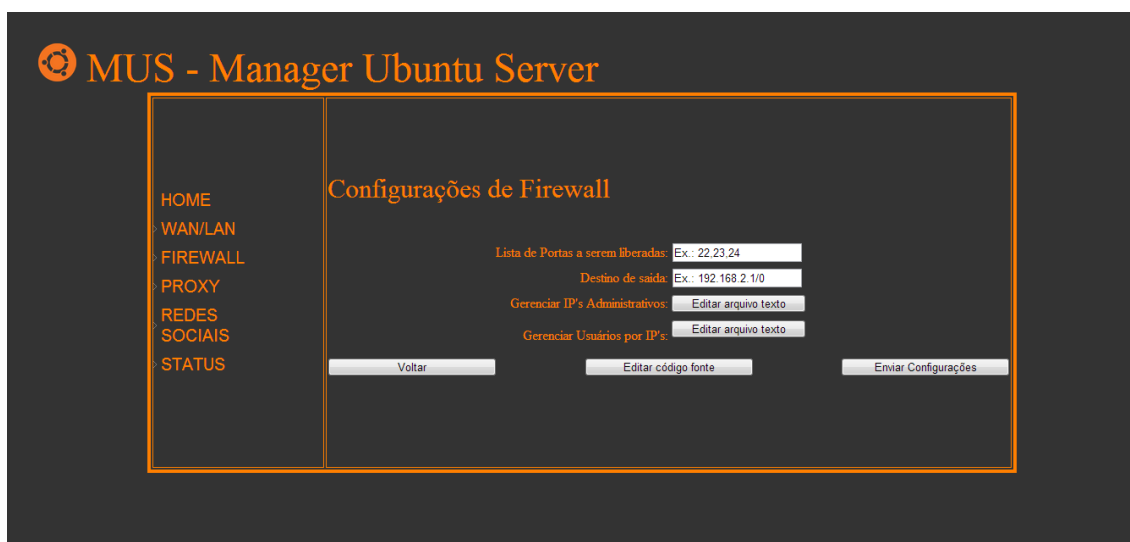 MUS - Manager Ubuntu Server
HOME
WAN/LAN
FIREWALL
PROXY
REDES
SOCIAIS
STATUS
Configurações de Firewall
Lista de Portas a serem liberadas: Ex.: 22,23,24
Destino de saida: Ex.: 192.168.2.1/0
Gerenciar IP's Administrativos: Editar arquivo texto
Gerenciar Usuários por IP's: Editar arquivo texto
Voltar Editar código fonte Enviar Configurações